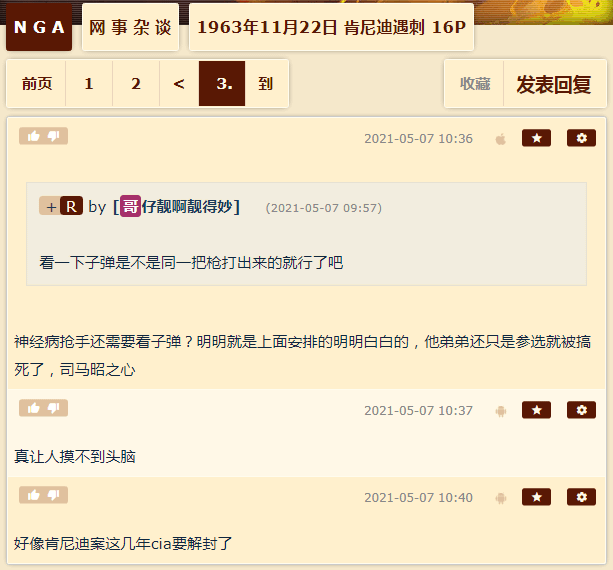 N G A
网 事 杂 谈
1963年11月22日 肯尼迪遇刺 16P
前页 1 2 < 3. 到
收藏 发表回复
2021-05-07 10:36
+ R by [哥仔靓啊靓得妙] (2021-05-07 09:57)
看一下子弹是不是同一把枪打出来的就行了吧
神经病抢手还需要看子弹？明明就是上面安排的明明白白的，他弟弟还只是参选就被搞
死了，司马昭之心
2021-05-07 10:37
真让人摸不到头脑
2021-05-07 10:40
好像肯尼迪案这几年cia要解封了